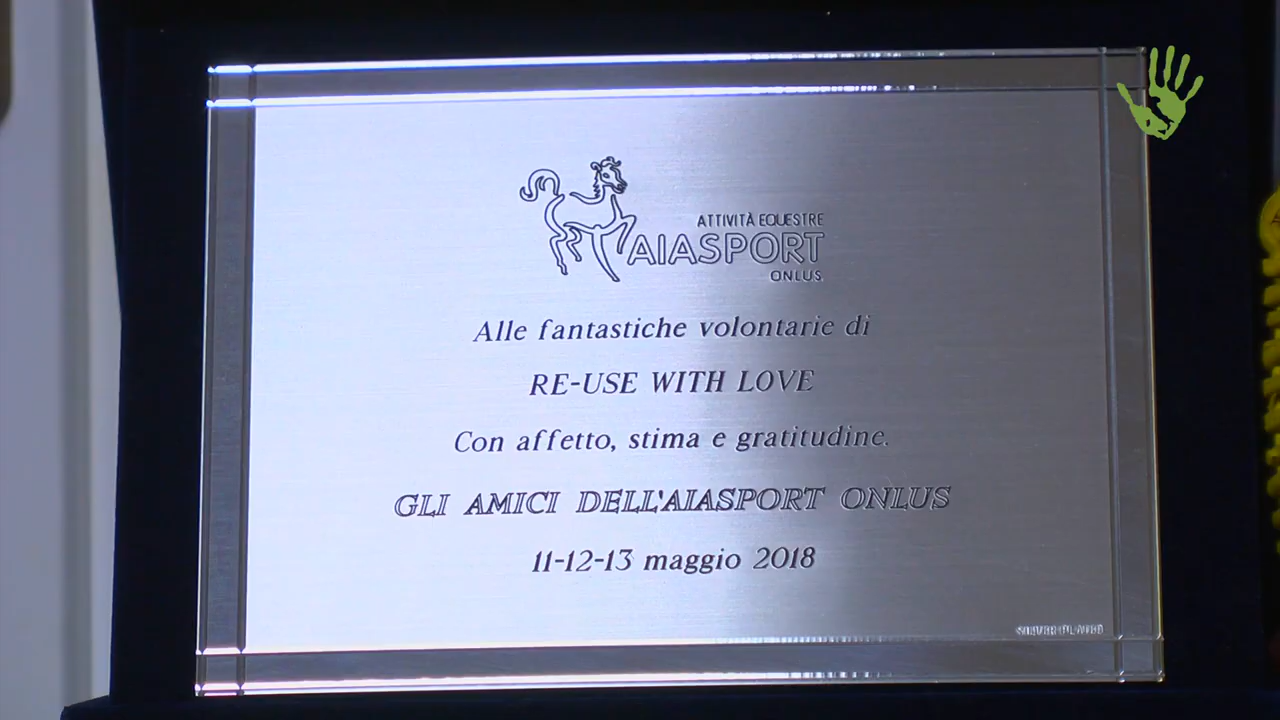 ATTIVITÀ EQUESTRE
AIASPORT
ONLUS
Alle fantastiche volontarie di
RE-USE WITH LOVE
Con affetto, stima e gratitudine.
GLI AMICI DELL'AIASPORT ONLUS
11-12-13 maggio 2018